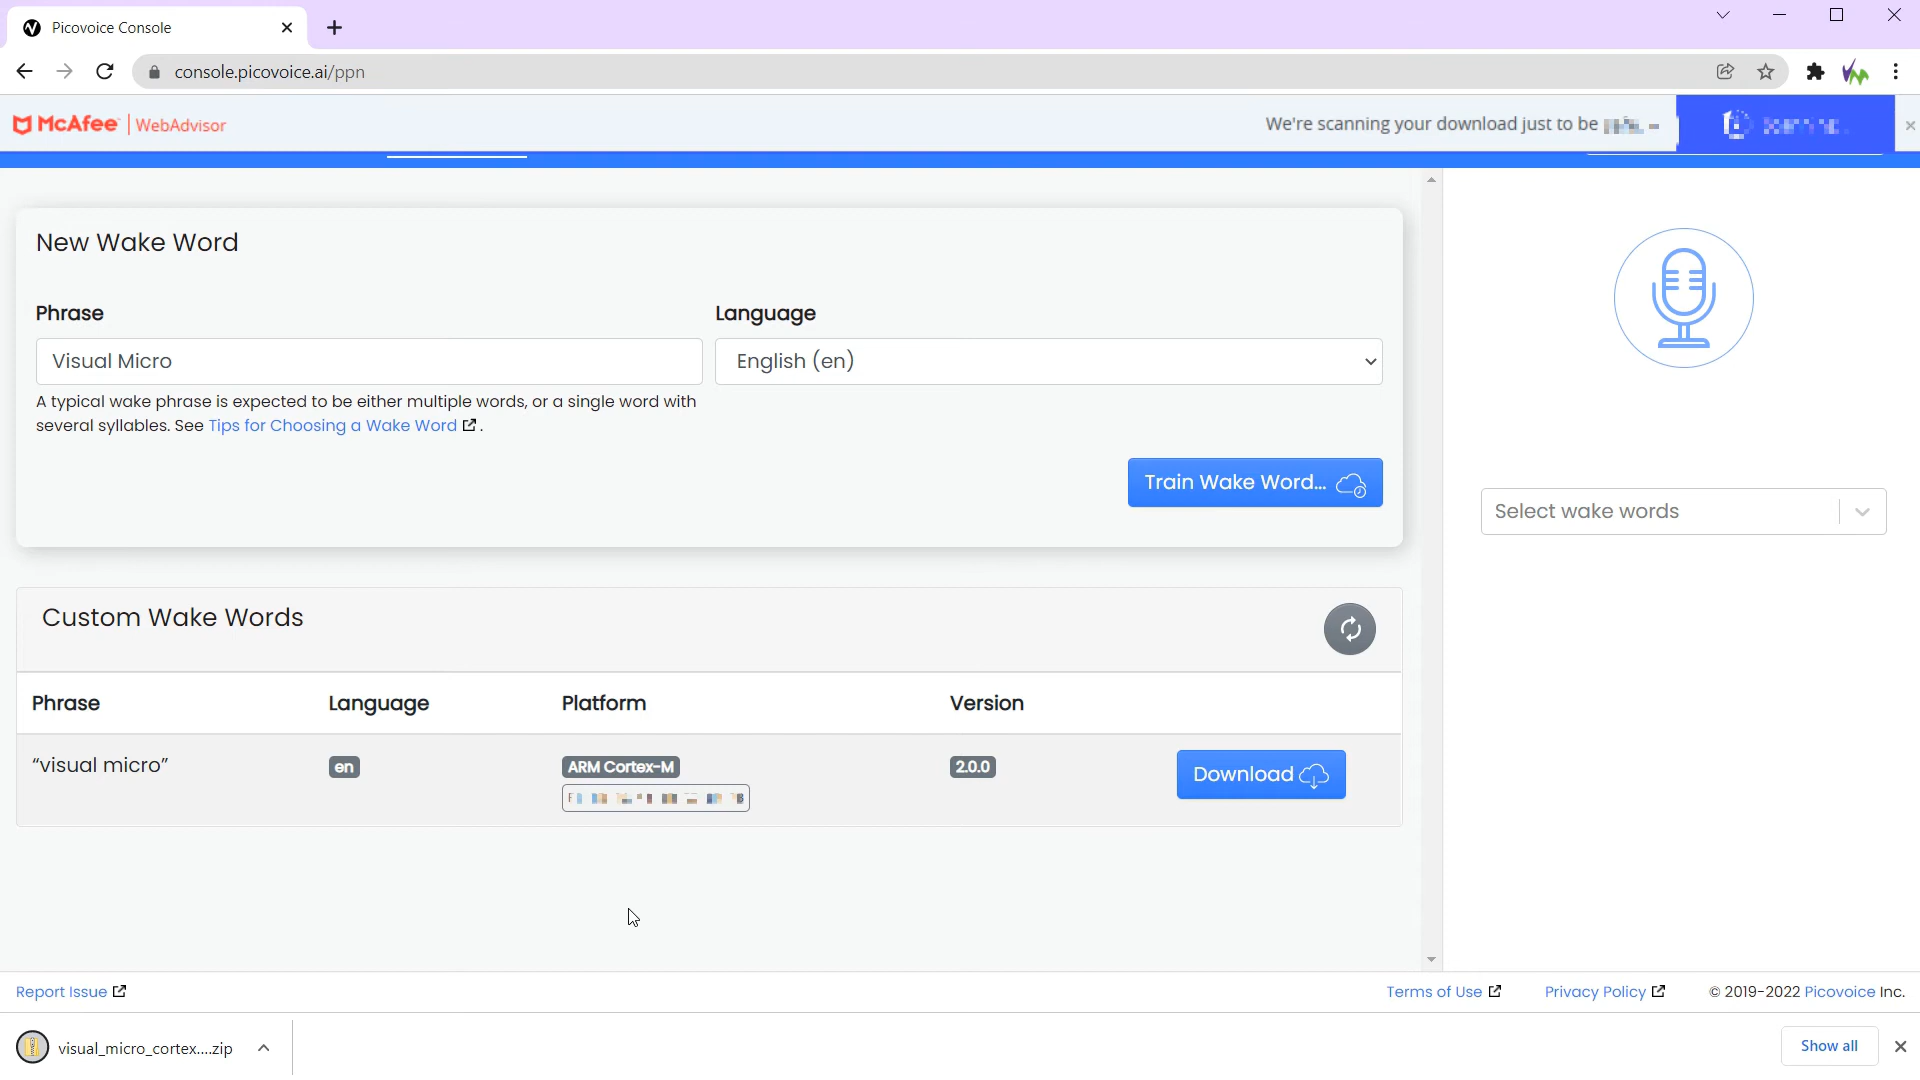 Picovoice Console
console.picovoice.ai/ppn
McAfee | WebAdvisor
We're scanning your download just to be
New Wake Word
Phrase
Language
Visual Micro
English (en)
A typical wake phrase is expected to be either multiple words, or a single word with
several syllables. See Tips for Choosing a Wake Word .
Train Wake Word...
Select wake words
Custom Wake Words
Phrase Language Platform Version
“visual micro” en ARM Cortex-M 2.0.0 Download
Report Issue
Terms of Use Privacy Policy © 2019-2022 Picovoice Inc.
visual_micro_cortex....zip
Show all